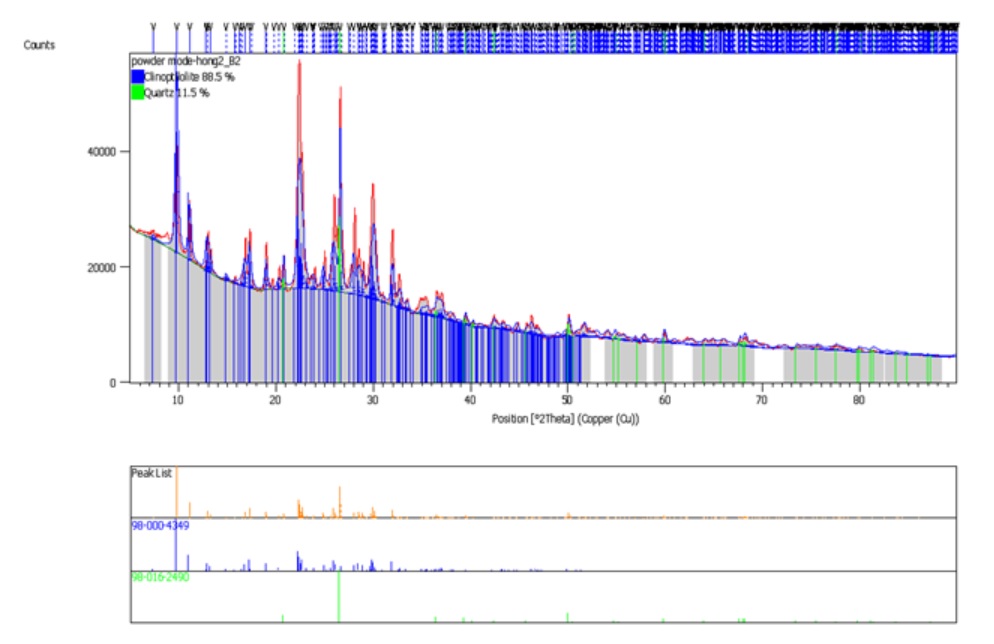 Counts
powder mode-hong2_B2
Clinoptilolite 88.5 %
Quartz 11.5 %
40000
20000
0
10 20 30 40 50 60 70 80
Position [°2Theta] (Copper (Cu))
Peak List
98-000-4349
98-016-2490